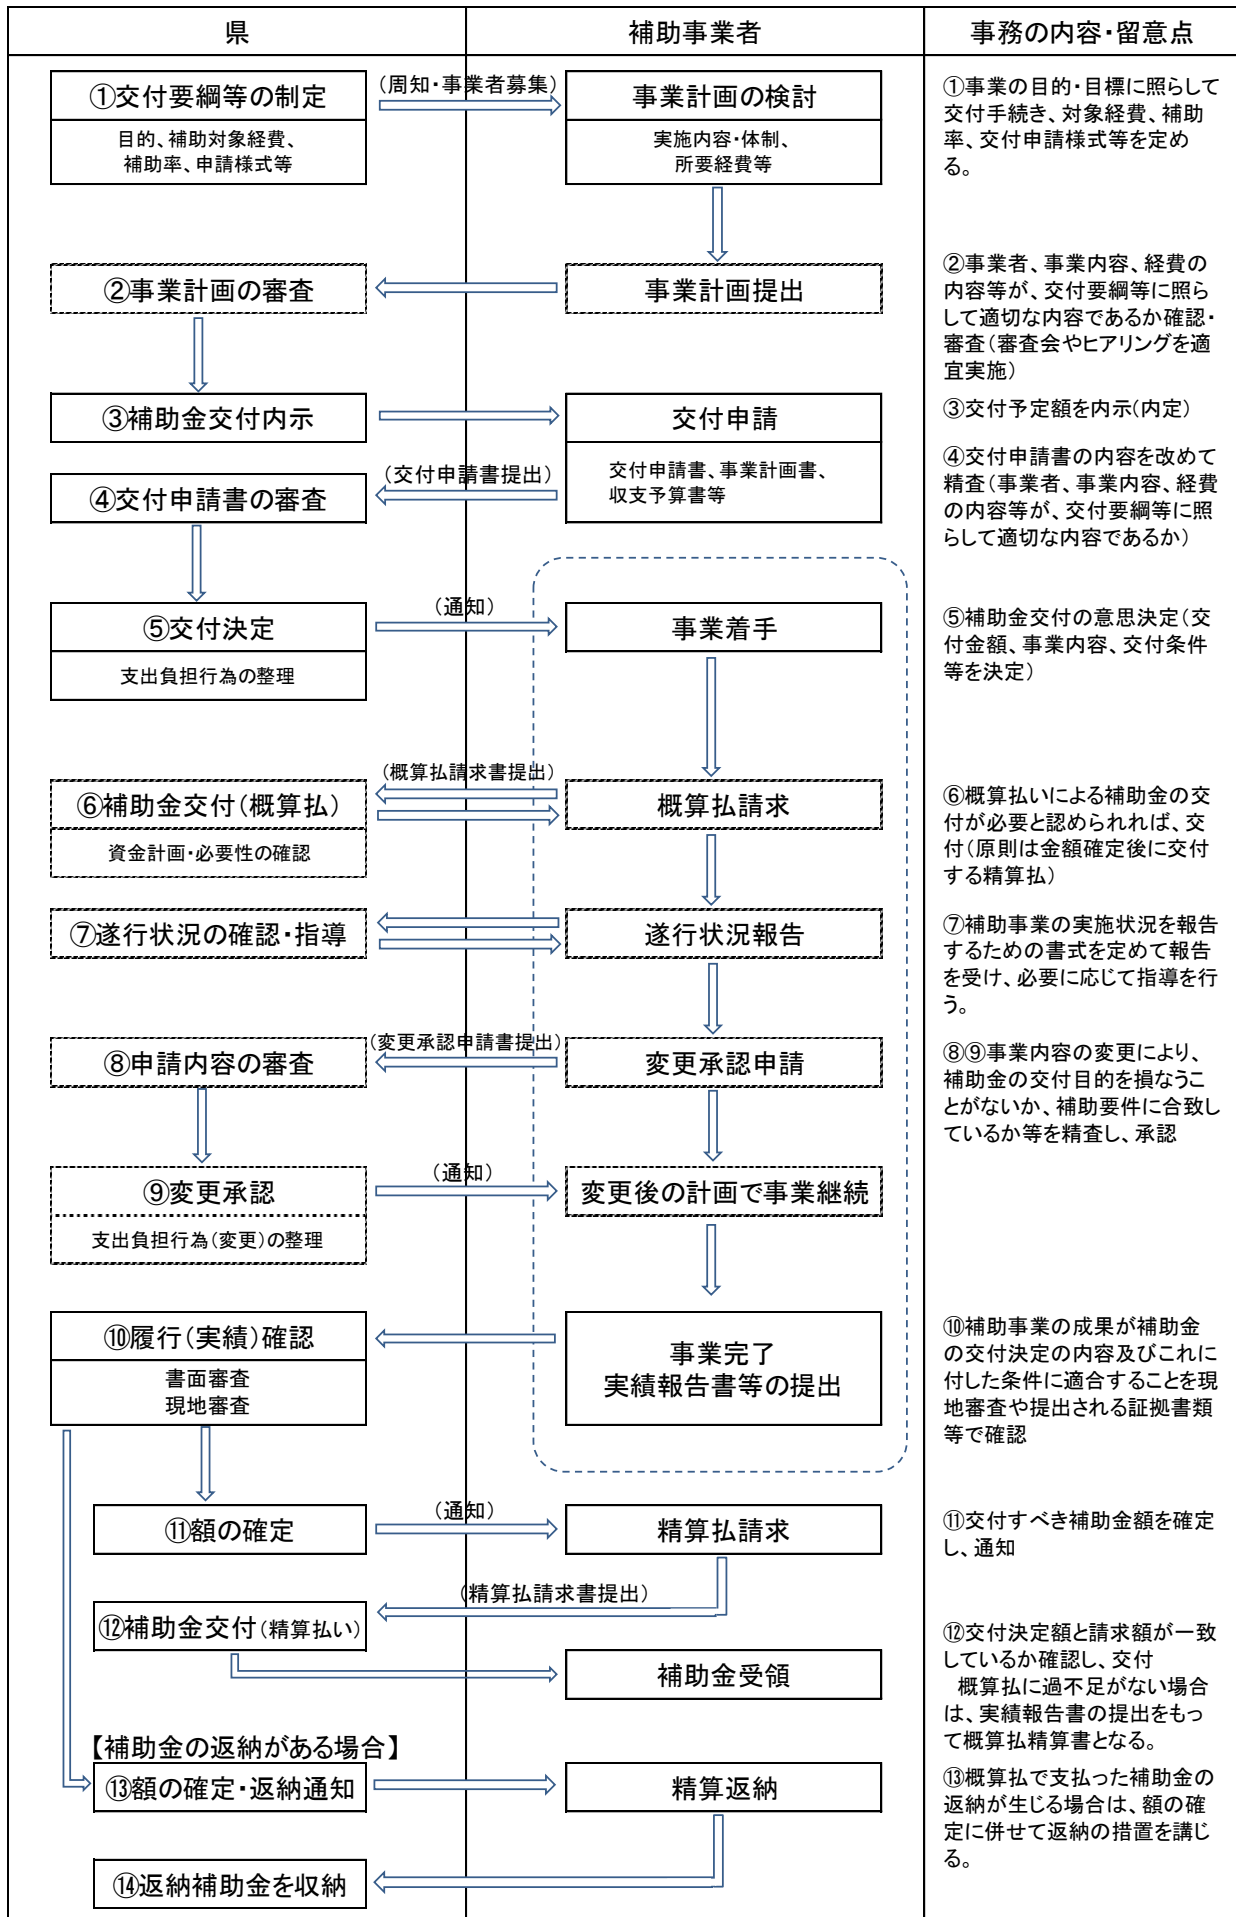 県
補助事業者
事務の内容・留意点
①交付要綱等の制定
目的、補助対象経費、
補助率、申請様式等
（周知・事業者募集）
事業計画の検討
実施内容・体制、
所要経費等
①事業の目的・目標に照らして
交付手続き、対象経費、補助
率、交付申請様式等を定め
る。
②事業計画の審査
事業計画提出
②事業者、事業内容、経費の
内容等が、交付要綱等に照ら
して適切な内容であるか確認・
審査（審査会やヒアリングを適
宜実施）
③補助金交付内示
交付申請
交付申請書、事業計画書、
収支予算書等
③交付予定額を内示（内定）
（交付申請書提出）
④交付申請書の審査
④交付申請書の内容を改めて
精査（事業者、事業内容、経費
の内容等が、交付要綱等に照
らして適切な内容であるか）
⑤交付決定
支出負担行為の整理
（通知）
事業着手
⑤補助金交付の意思決定（交
付金額、事業内容、交付条件
等を決定）
（概算払請求書提出）
⑥補助金交付（概算払）
資金計画・必要性の確認
概算払請求
⑥概算払いによる補助金の交
付が必要と認められれば、交
付（原則は金額確定後に交付
する精算払）
⑦遂行状況の確認・指導
遂行状況報告
⑦補助事業の実施状況を報告
するための書式を定めて報告
を受け、必要に応じて指導を行
う。
（変更承認申請書提出）
⑧申請内容の審査
変更承認申請
⑧⑨事業内容の変更により、
補助金の交付目的を損なうこ
とがないか、補助要件に合致し
ているか等を精査し、承認
⑨変更承認
支出負担行為（変更）の整理
（通知）
変更後の計画で事業継続
⑩履行（実績）確認
書面審査
現地審査
事業完了
実績報告書等の提出
⑩補助事業の成果が補助金
の交付決定の内容及びこれに
付した条件に適合することを現
地審査や提出される証拠書類
等で確認
⑪額の確定
（通知）
精算払請求
⑪交付すべき補助金額を確定
し、通知
（精算払請求書提出）
⑫補助金交付（精算払い）
補助金受領
⑫交付決定額と請求額が一致
しているか確認し、交付
概算払に過不足がない場合
は、実績報告書の提出をもっ
て概算払精算書となる。
【補助金の返納がある場合】
⑬額の確定・返納通知
精算返納
⑬概算払で支払った補助金の
返納が生じる場合は、額の確
定に併せて返納の措置を講じ
る。
⑭返納補助金を収納